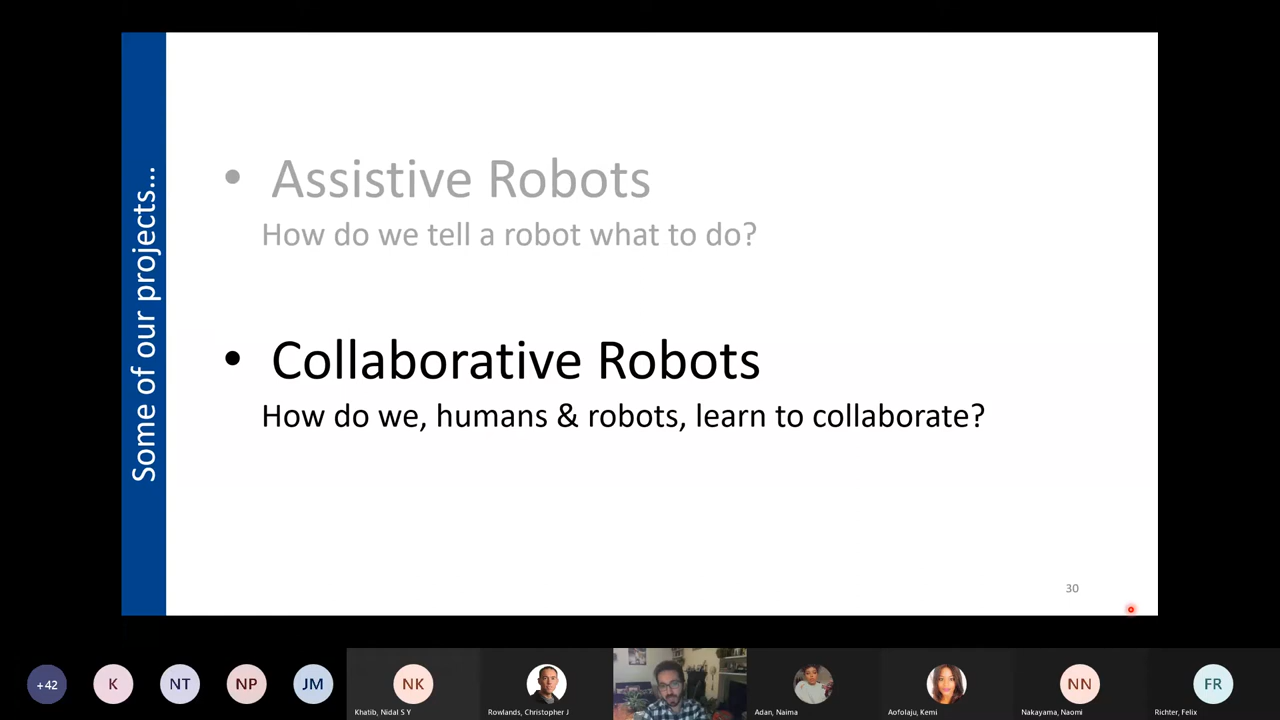 Some of our projects...
• Assistive Robots
How do we tell a robot what to do?
• Collaborative Robots
How do we, humans & robots, learn to collaborate?
30
+42
K
NT
NP
JM
NK
NN
FR
Khatib, Nidal S Y
Rowlands, Christopher J
Adan, Naima
Aofolaju, Kemi
Nakayama, Naomi
Richter, Felix